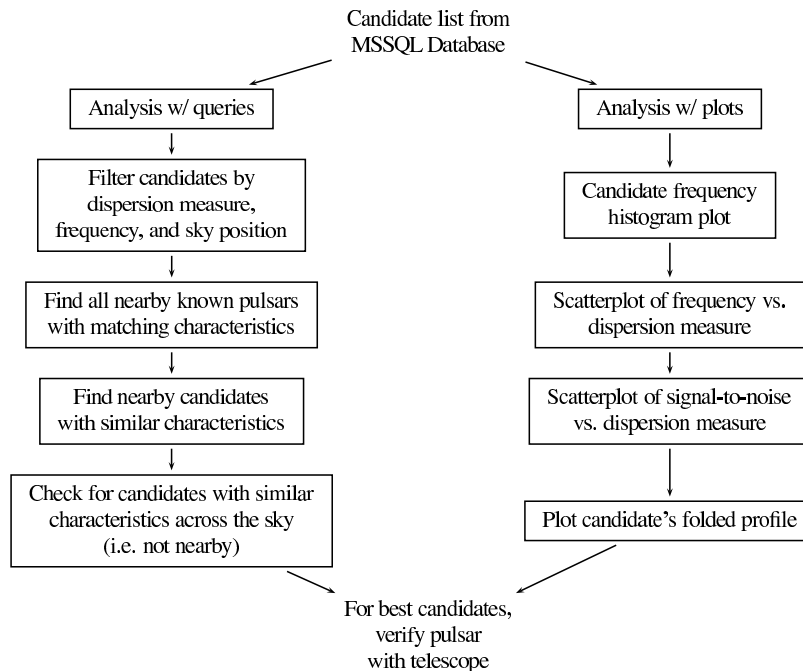 Candidate list from
MSSQL Database
Analysis w/ queries
Filter candidates by
dispersion measure,
frequency, and sky position
Find all nearby known pulsars
with matching characteristics
Find nearby candidates
with similar characteristics
Check for candidates with similar
characteristics across the sky
(i.e. not nearby)
Analysis w/ plots
Candidate frequency
histogram plot
Scatterplot of frequency vs.
dispersion measure
Scatterplot of signal-to-noise
vs. dispersion measure
Plot candidate's folded profile
For best candidates,
verify pulsar
with telescope